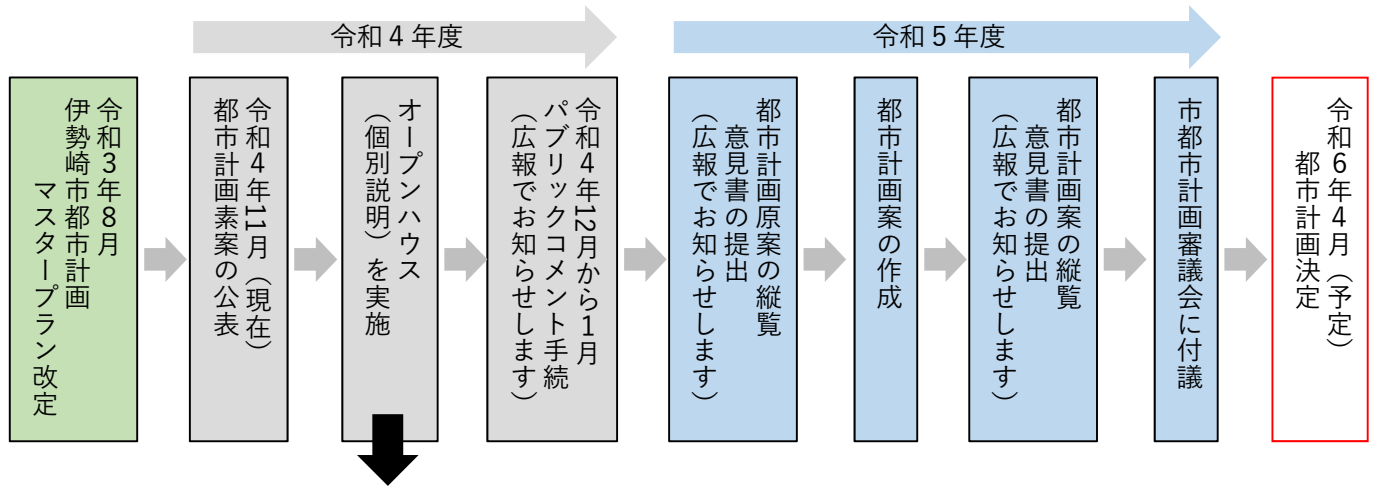 令和4年度
令和5年度
令和3年8月
伊勢崎市都市計画
マスタープラン改定
令和4年11月（現在）
都市計画素案の公表
オープンハウス
（個別説明）を実施
令和4年12月から1月
パブリックコメント手続
（広報でお知らせします）
都市計画原案の縦覧
意見書の提出
（広報でお知らせします）
都市計画案の作成
都市計画案の縦覧
意見書の提出
（広報でお知らせします）
市都市計画審議会に付議
令和6年4月（予定）
都市計画決定